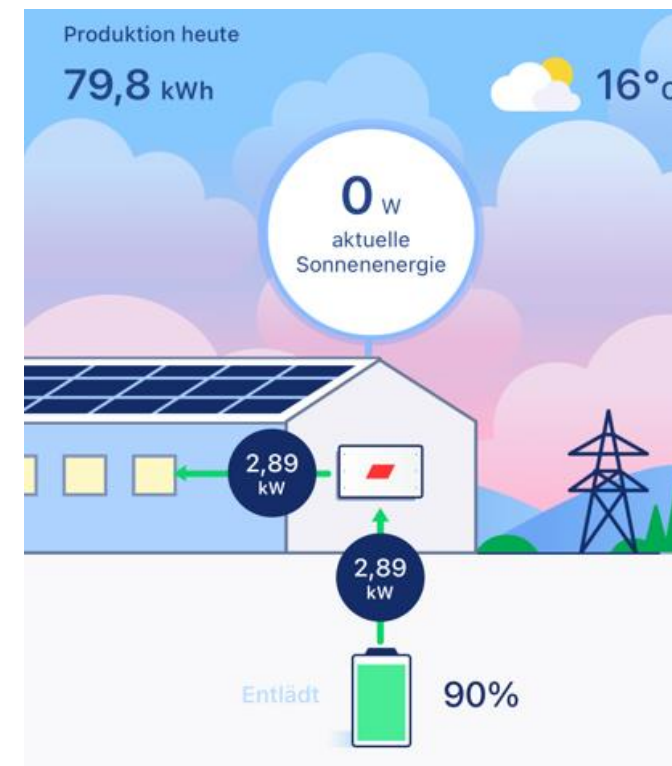 Produktion heute
79,8 kWh
16°c
0 W
aktuelle
Sonnenenergie
2,89
kW
2,89
kW
Entlädt
90%